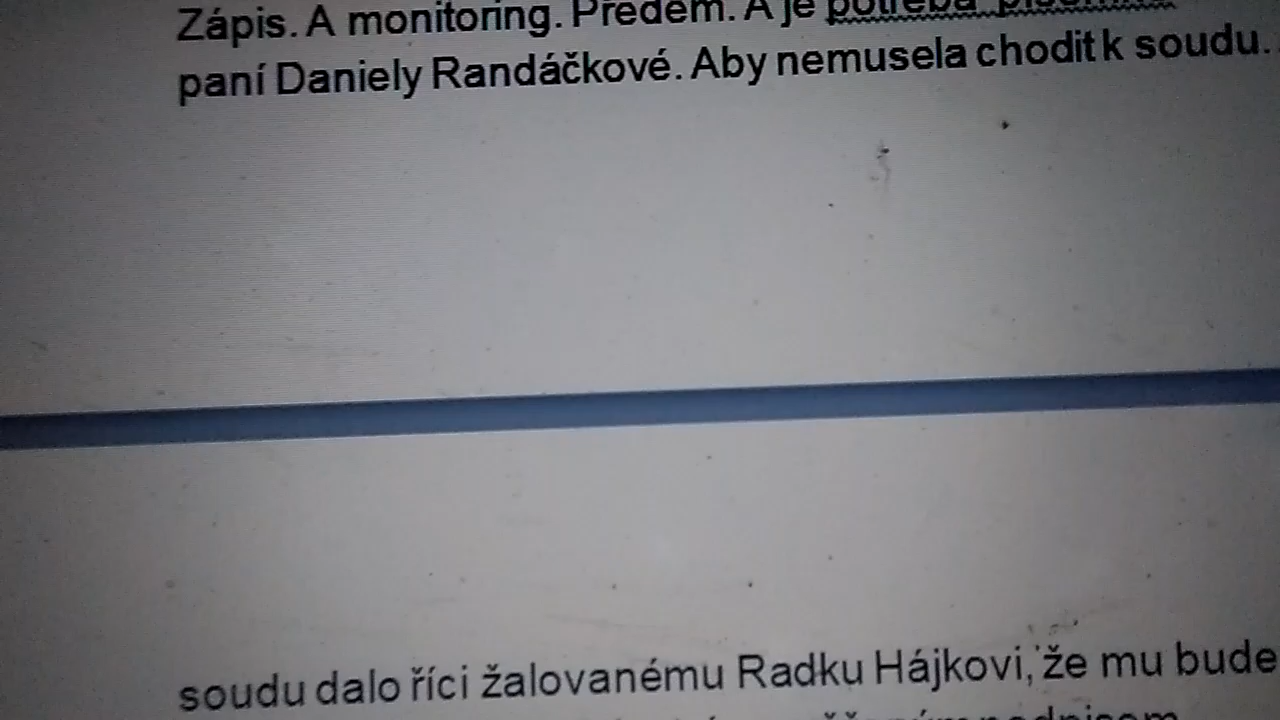 Zápis. A monitoring. Předem. A je potřeba
paní Daniely Randáčkové. Aby nemusela chodit k soudu.
soudu dalo říci žalovanému Radku Hájkovi, že mu bude
podpisem